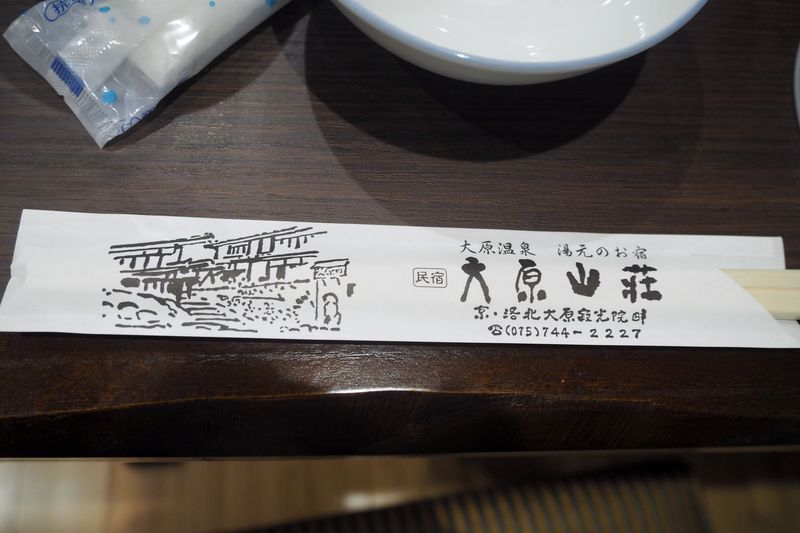 大原温泉 湯元のお宿
民宿 大原山荘
京・洛北大原寂光院畔
☎(075)744-2227